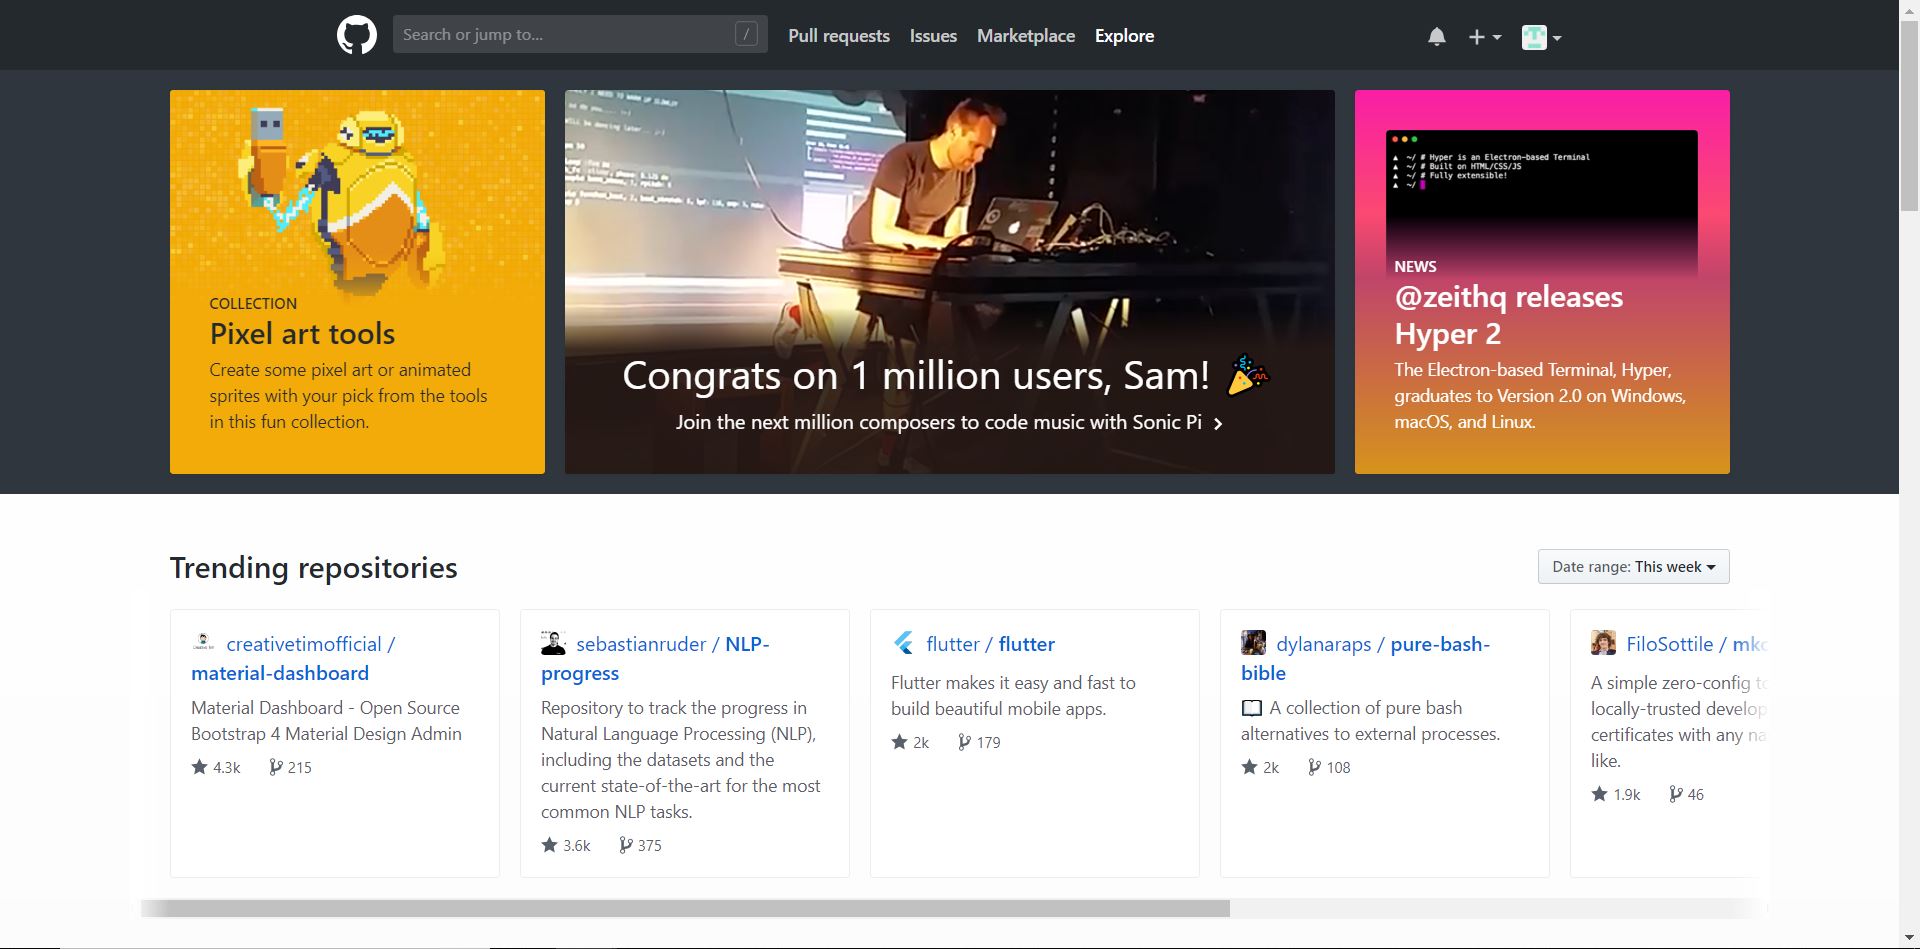 Search or jump to... /
Pull requests Issues Marketplace Explore
COLLECTION
Pixel art tools
Create some pixel art or animated
sprites with your pick from the tools
in this fun collection.
Congrats on 1 million users, Sam!
Join the next million composers to code music with Sonic Pi
~/ # Hyper is an Electron-based Terminal
~/ # Built on HTML/CSS/JS
~/ # Fully extensible!
~/
NEWS
@zeithq releases
Hyper 2
The Electron-based Terminal, Hyper,
graduates to Version 2.0 on Windows,
macOS, and Linux.
Trending repositories
Date range: This week
creativetimofficial /
material-dashboard
Material Dashboard - Open Source
Bootstrap 4 Material Design Admin
4.3k 215
sebastianruder / NLP-
progress
Repository to track the progress in
Natural Language Processing (NLP),
including the datasets and the
current state-of-the-art for the most
common NLP tasks.
3.6k 375
flutter / flutter
Flutter makes it easy and fast to
build beautiful mobile apps.
2k 179
dylanaraps / pure-bash-
bible
A collection of pure bash
alternatives to external processes.
2k 108
FiloSottile /
A simple zero-config
locally-trusted
certificates with any
like.
1.9k 46